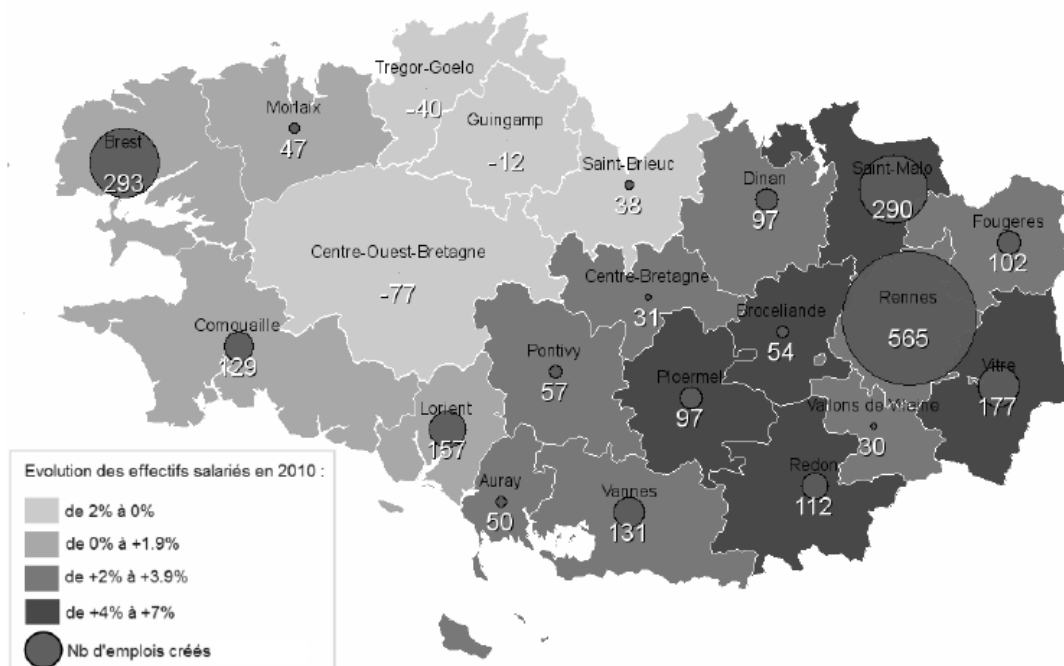 Tregor-Goelo
-40
Morlaix
47
Guingamp
-12
Brest
293
Saint-Brieuc
38
Dinan
97
Saint-Malo
290
Fougeres
102
Centre-Ouest-Bretagne
-77
Centre-Bretagne
31
Broceliande
54
Rennes
565
Cornouaille
129
Pontivy
57
Ploermel
97
Vitre
177
Lorient
157
Vallons de Vilaine
30
Auray
50
Vannes
131
Redon
112
Evolution des effectifs salariés en 2010 :
de 2% à 0%
de 0% à +1.9%
de +2% à +3.9%
de +4% à +7%
Nb d'emplois créés